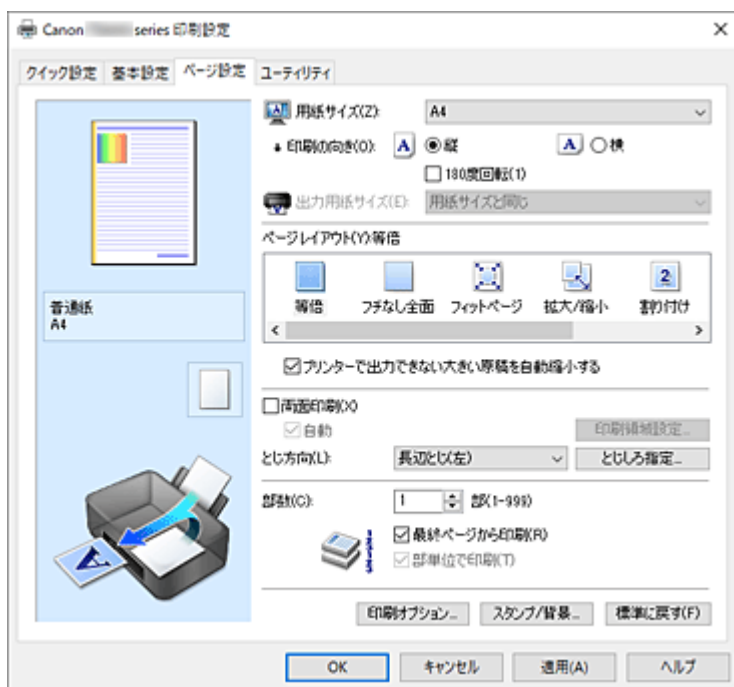 Canon series 印刷設定
クイック設定 基本設定 ページ設定 ユーティリティ
用紙サイズ(Z): A4
印刷の向き(O): A 縦 A 横
180度回転(1)
出力用紙サイズ(E): 用紙サイズと同じ
ページレイアウト(Y):等倍
等倍 フチなし全面 フィットページ 拡大/縮小 割り付け
2
プリンターで出力できない大きい原稿を自動縮小する
普通紙
A4
両面印刷(X)
自動 印刷領域設定...
とじ方向(L): 長辺とじ(左) とじしろ指定...
部数(C): 1 部(1-999)
最終ページから印刷(R)
部単位で印刷(T)
A
印刷オプション... スタンプ/背景... 標準に戻す(F)
OK キャンセル 適用(A) ヘルプ